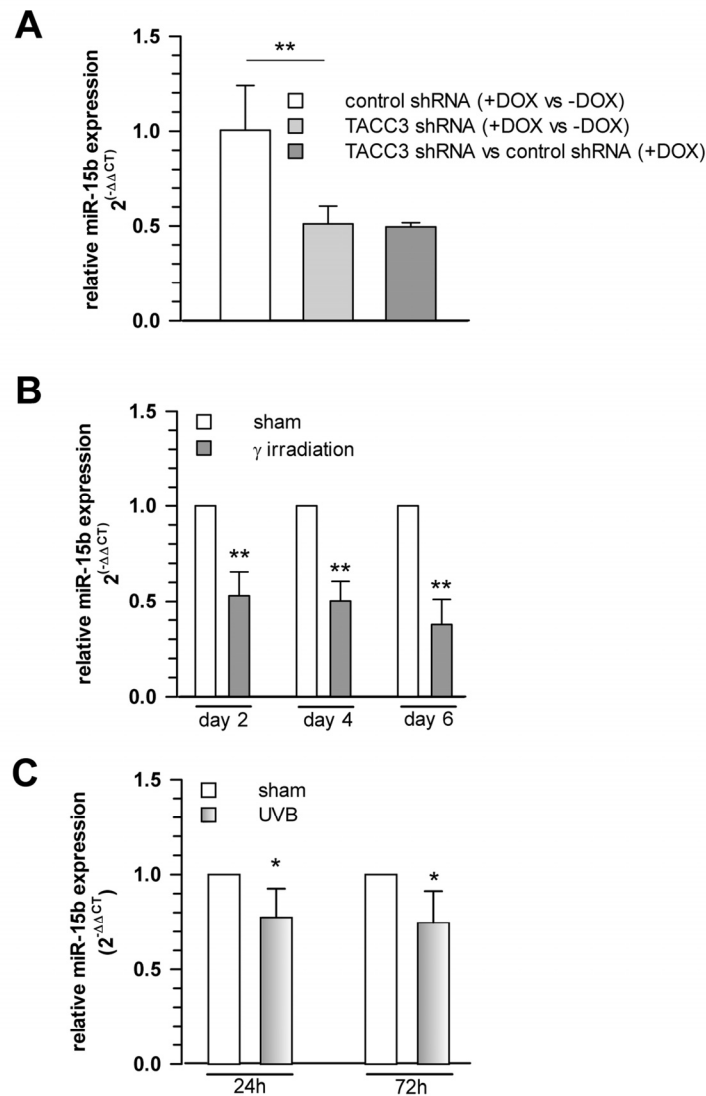 A
relative miR-15b expression
2(-ΔΔCT)
1.5
1.0
0.5
0.0
**
control shRNA (+DOX vs -DOX)
TACC3 shRNA (+DOX vs -DOX)
TACC3 shRNA vs control shRNA (+DOX)
B
relative miR-15b expression
2(-ΔΔCT)
1.5
1.0
0.5
0.0
sham
γ irradiation
** ** **
day 2 day 4 day 6
C
relative miR-15b expression
(2-ΔΔCT)
1.5
1.0
0.5
0.0
sham
UVB
* *
24h 72h